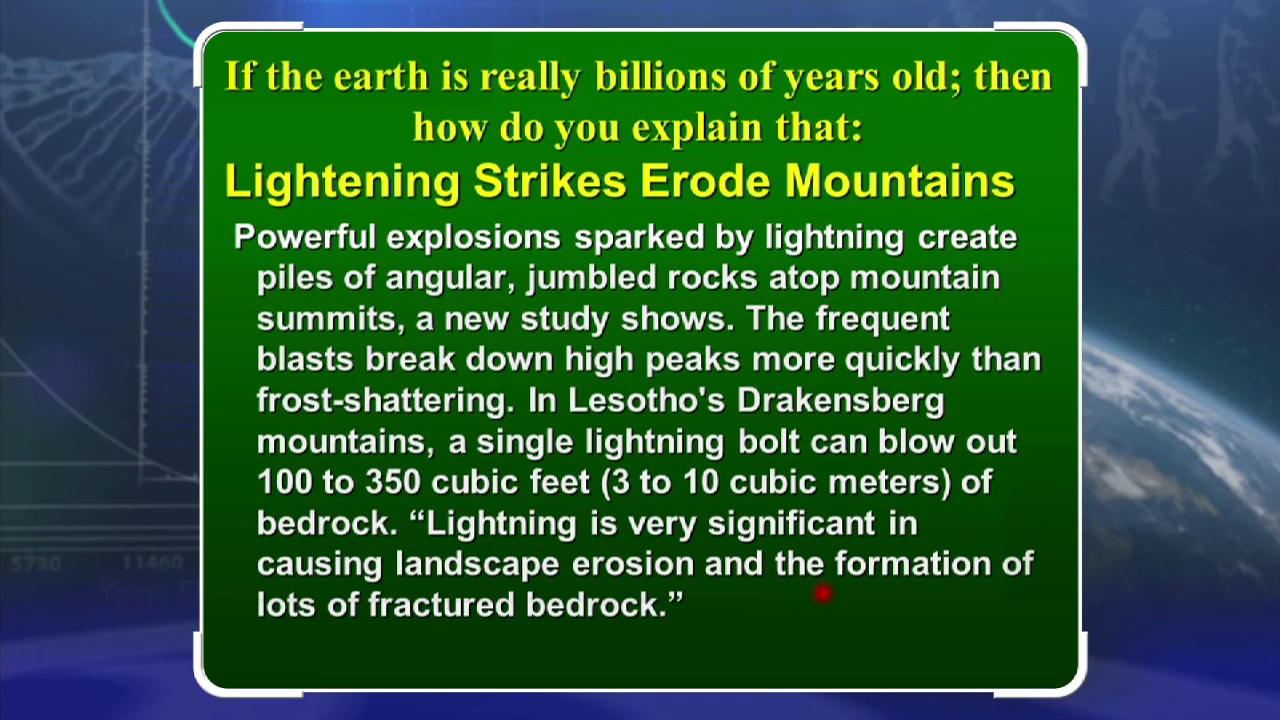 If the earth is really billions of years old; then
how do you explain that:
Lightening Strikes Erode Mountains
Powerful explosions sparked by lightning create
piles of angular, jumbled rocks atop mountain
summits, a new study shows. The frequent
blasts break down high peaks more quickly than
frost-shattering. In Lesotho's Drakensberg
mountains, a single lightning bolt can blow out
100 to 350 cubic feet (3 to 10 cubic meters) of
bedrock. “Lightning is very significant in
causing landscape erosion and the formation of
lots of fractured bedrock.”
5730 11460